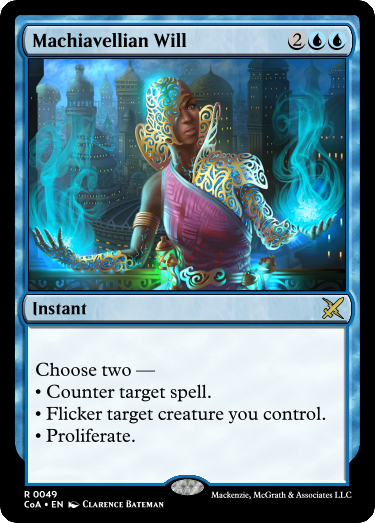 Machiavellian Will 2
Instant
Choose two —
• Counter target spell.
• Flicker target creature you control.
• Proliferate.
R 0049
CoA • EN Clarence Bateman
Mackenzie, McGrath & Associates LLC